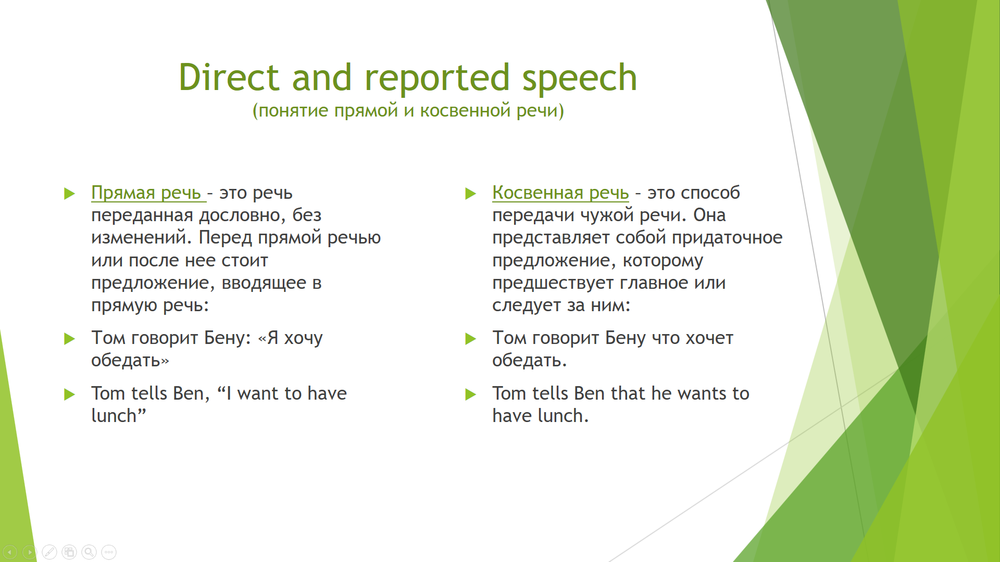 Direct and reported speech
(понятие прямой и косвенной речи)
Прямая речь - это речь
переданная дословно, без
изменений. Перед прямой речью
или после нее стоит
предложение, вводящее в
прямую речь:
Том говорит Бену: «Я хочу
обедать»
Tom tells Ben, “I want to have
lunch”
Косвенная речь - это способ
передачи чужой речи. Она
представляет собой придаточное
предложение, которому
предшествует главное или
следует за ним:
Том говорит Бену что хочет
обедать.
Tom tells Ben that he wants to
have lunch.